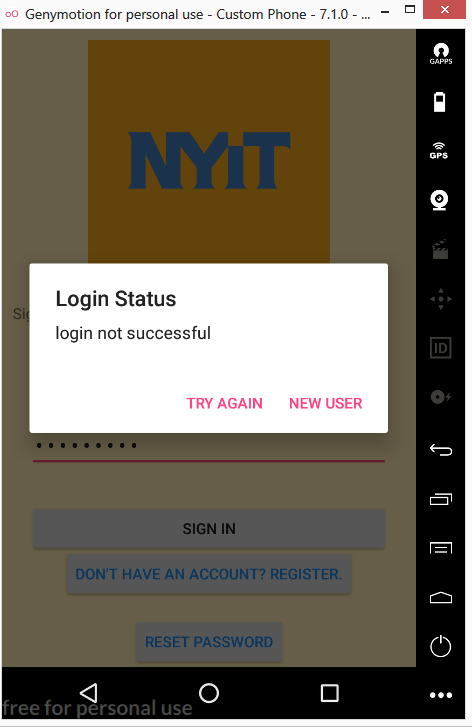 Genymotion for personal use - Custom Phone - 7.1.0 - ...
GAPPS
NYiT
GPS
Sig
Login Status
login not successful
ID
TRY AGAIN NEW USER
•••••••••
SIGN IN
DON'T HAVE AN ACCOUNT? REGISTER.
RESET PASSWORD
free for personal use